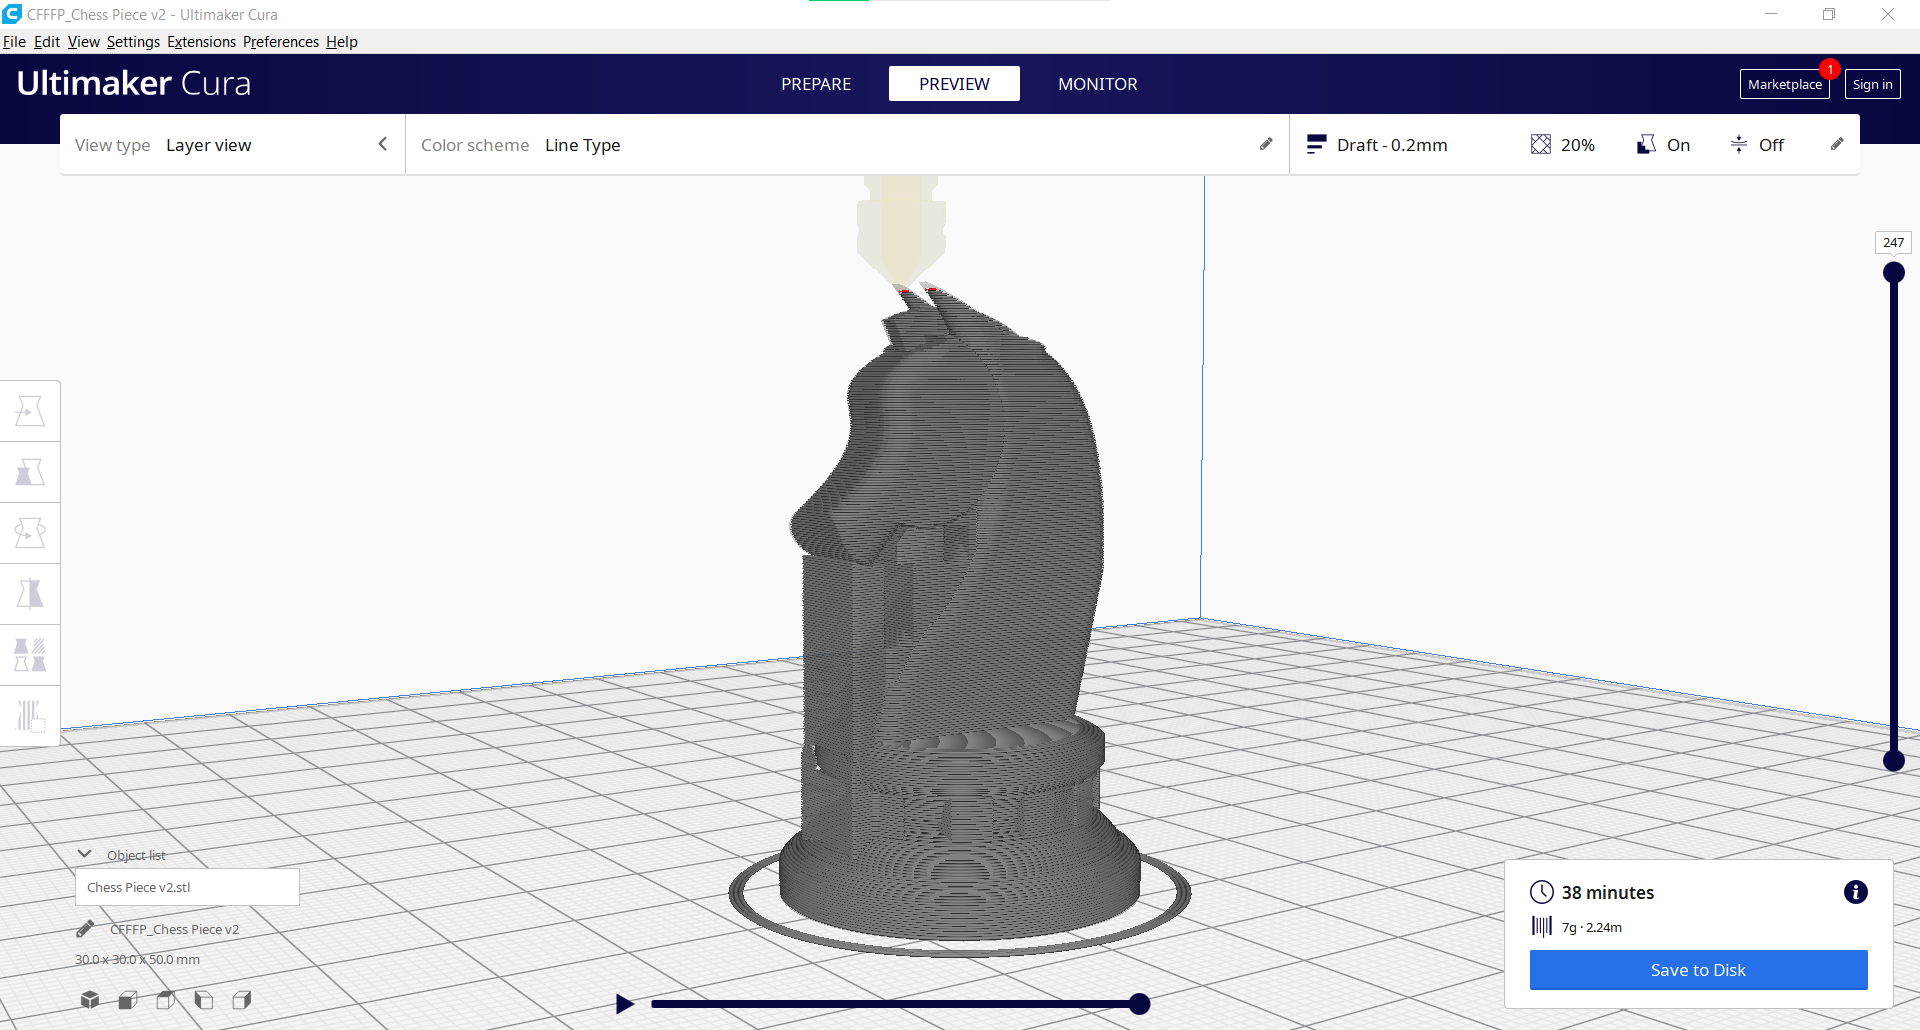 CFFFP_Chess Piece v2 - Ultimaker Cura
File Edit View Settings Extensions Preferences Help
Ultimaker Cura
PREPARE PREVIEW MONITOR
Marketplace 1 Sign in
View type Layer view Color scheme Line Type Draft - 0.2mm 20% On Off
247
Object list
Chess Piece v2.stl
CFFFP_Chess Piece v2
30.0 x 30.0 x 50.0 mm
38 minutes
7g · 2.24m
Save to Disk